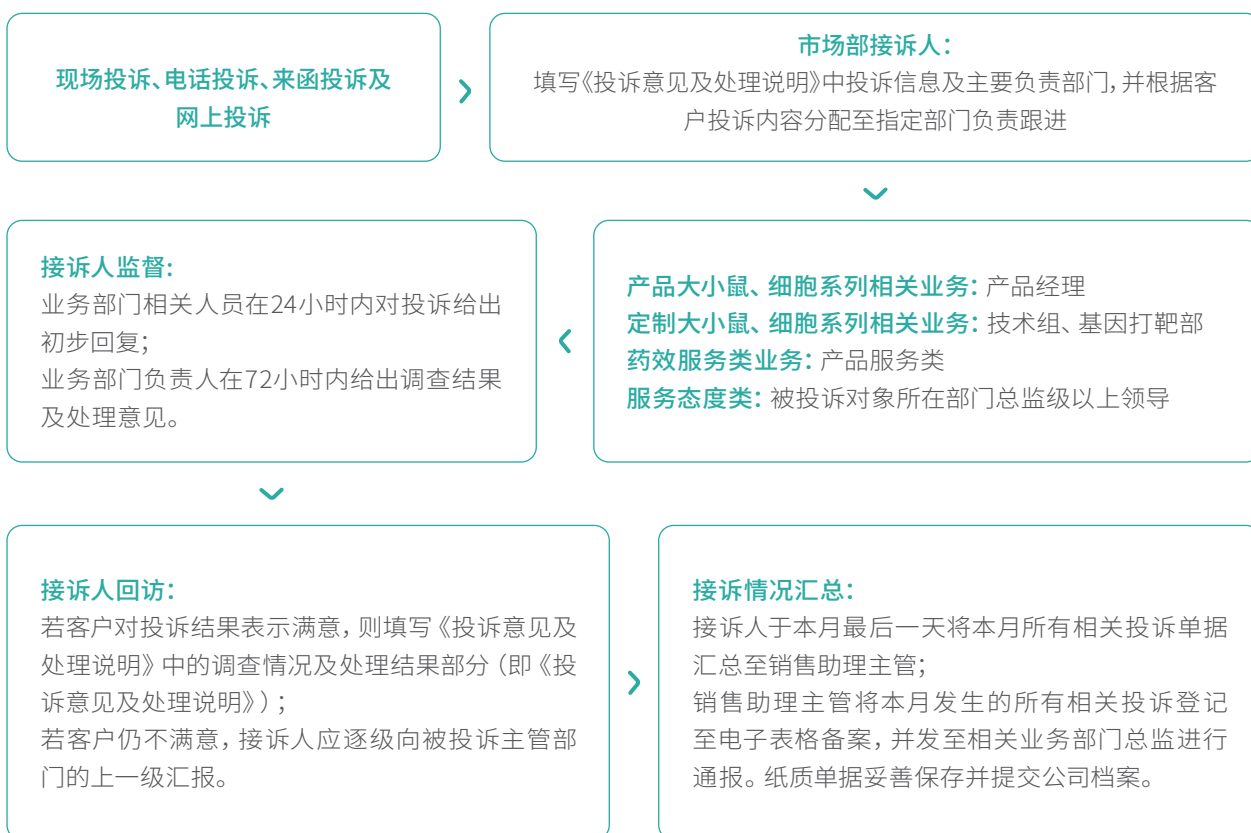 现场投诉、电话投诉、来函投诉及
网上投诉
市场部接诉人：
填写《投诉意见及处理说明》中投诉信息及主要负责部门，并根据客
户投诉内容分配至指定部门负责跟进
产品大小鼠、细胞系列相关业务：产品经理
定制大小鼠、细胞系列相关业务：技术组、基因打靶部
药效服务类业务：产品服务类
服务态度类：被投诉对象所在部门总监级以上领导
接诉人监督：
业务部门相关人员在24小时内对投诉给出
初步回复；
业务部门负责人在72小时内给出调查结果
及处理意见。
接诉人回访：
若客户对投诉结果表示满意，则填写《投诉意见及
处理说明》中的调查情况及处理结果部分（即《投
诉意见及处理说明》）；
若客户仍不满意，接诉人应逐级向被投诉主管部
门的上一级汇报。
接诉情况汇总：
接诉人于本月最后一天将本月所有相关投诉单据
汇总至销售助理主管；
销售助理主管将本月发生的所有相关投诉登记
至电子表格备案，并发至相关业务部门总监进行
通报。纸质单据妥善保存并提交公司档案。